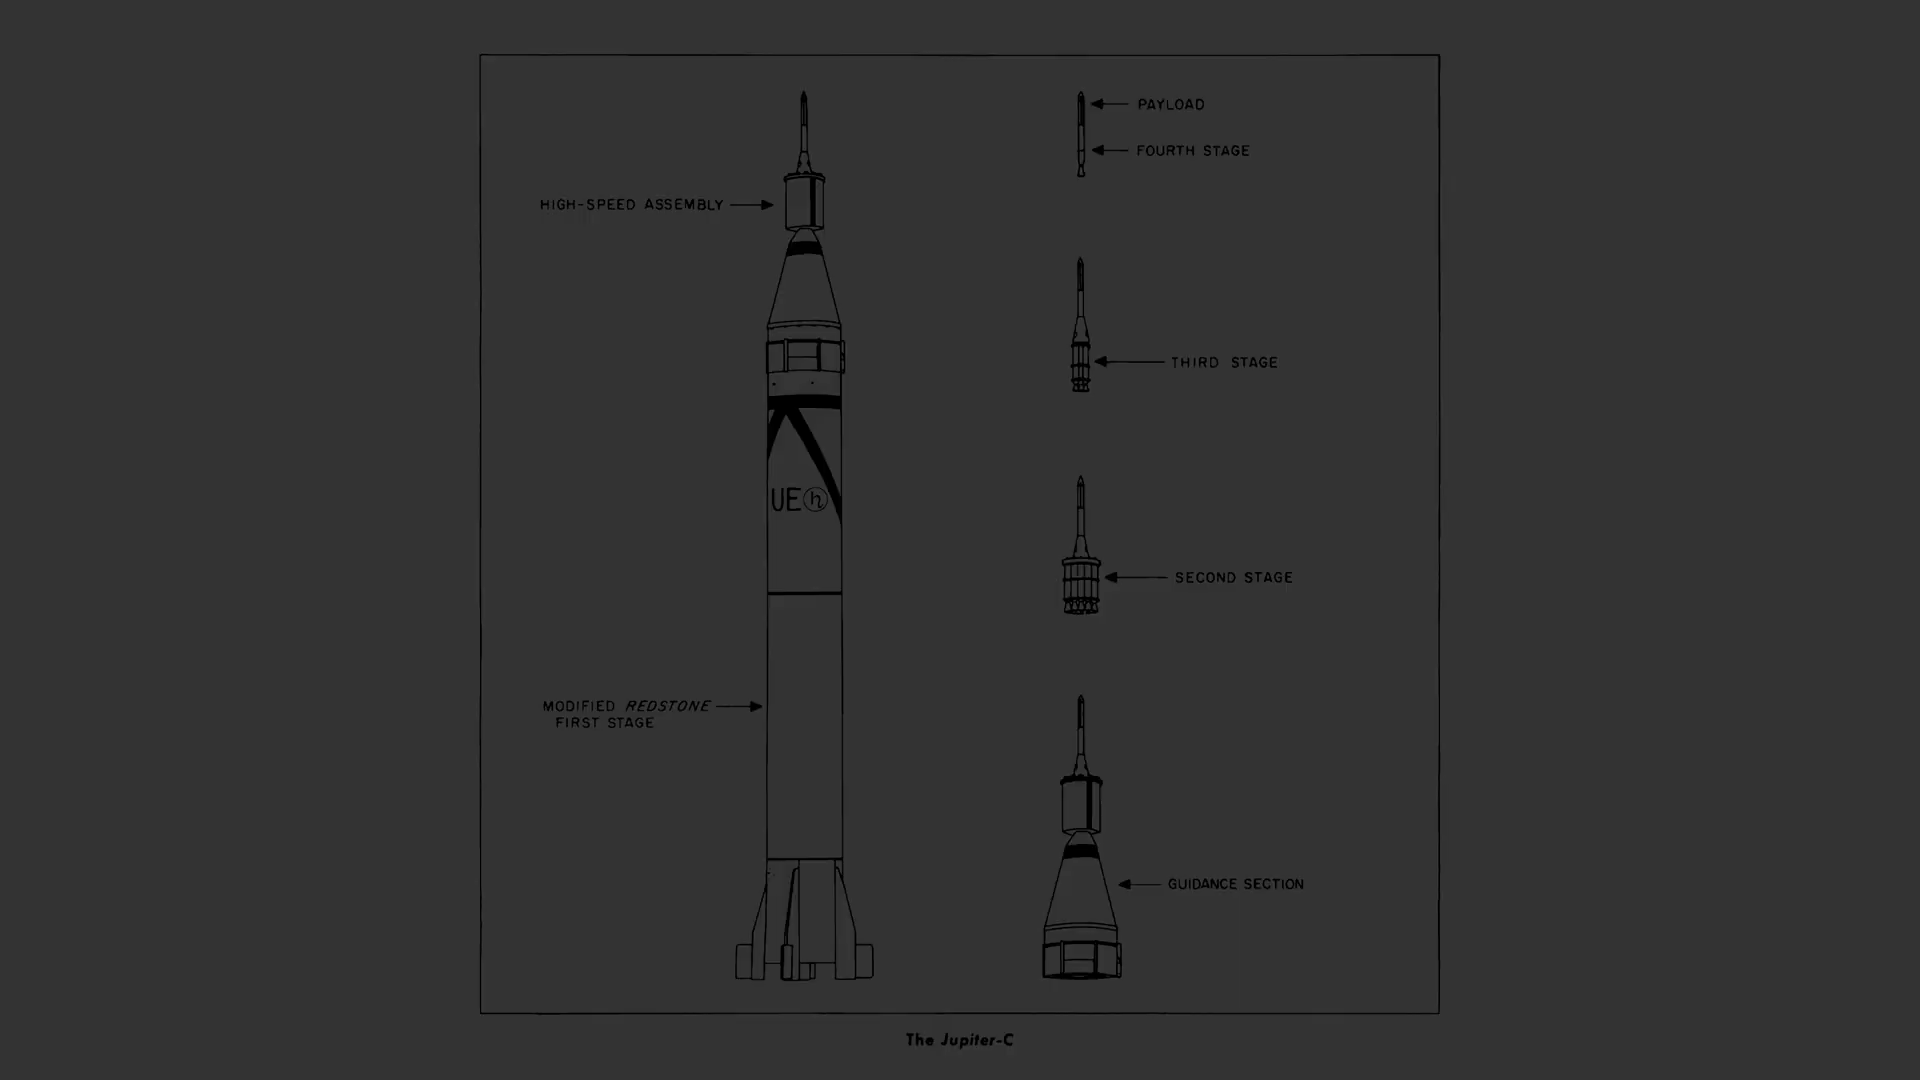 PAYLOAD
FOURTH STAGE
HIGH-SPEED ASSEMBLY
THIRD STAGE
UE
SECOND STAGE
MODIFIED REDSTONE
FIRST STAGE
GUIDANCE SECTION
The Jupiter-C